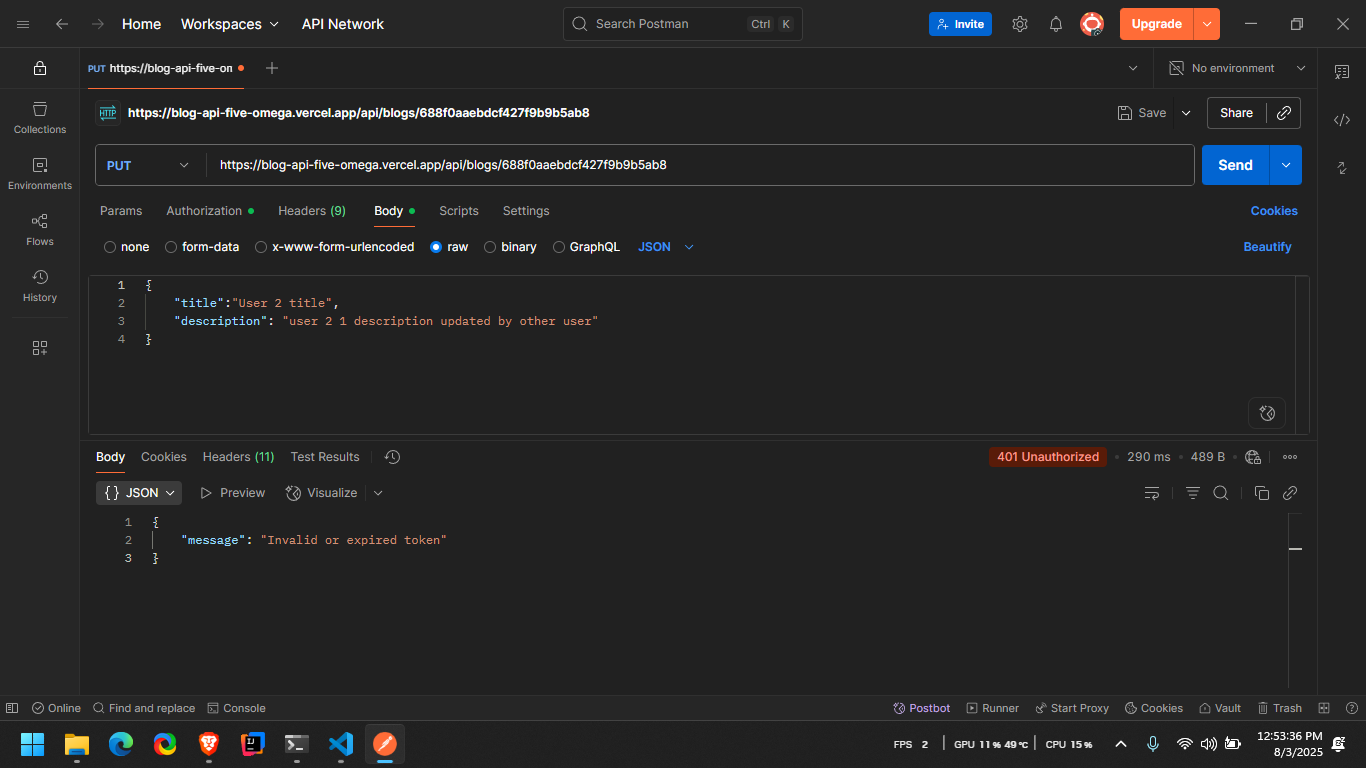 Home Workspaces API Network Search Postman Ctrl K Invite Upgrade
PUT https://blog-api-five-on No environment
HTTP https://blog-api-five-omega.vercel.app/api/blogs/688f0aaebdcf427f9b9b5ab8 Save Share
PUT https://blog-api-five-omega.vercel.app/api/blogs/688f0aaebdcf427f9b9b5ab8 Send
Collections
Environments
Flows
History
Params Authorization Headers (9) Body Scripts Settings Cookies
none form-data x-www-form-urlencoded raw binary GraphQL JSON Beautify
1 {
2 "title":"User 2 title",
3 "description": "user 2 1 description updated by other user"
4 }
Body Cookies Headers (11) Test Results 401 Unauthorized 290 ms 489 B
{} JSON Preview Visualize
1 {
2 "message": "Invalid or expired token"
3 }
Online Find and replace Console Postbot Runner Start Proxy Cookies Vault Trash
FPS 2 GPU 11 % 49 °C CPU 15 % 12:53:36 PM
8/3/2025